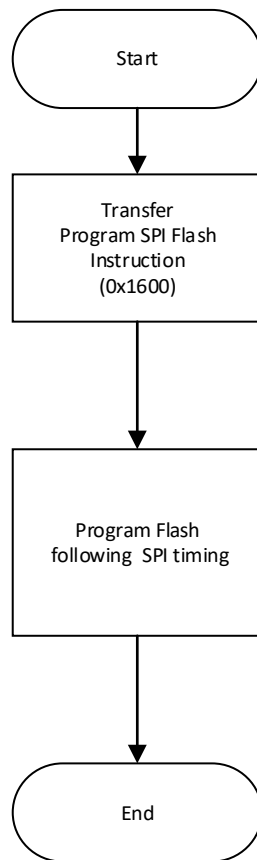 Start
Transfer
Program SPI Flash
Instruction
(0x1600)
Program Flash
following  SPI timing
End